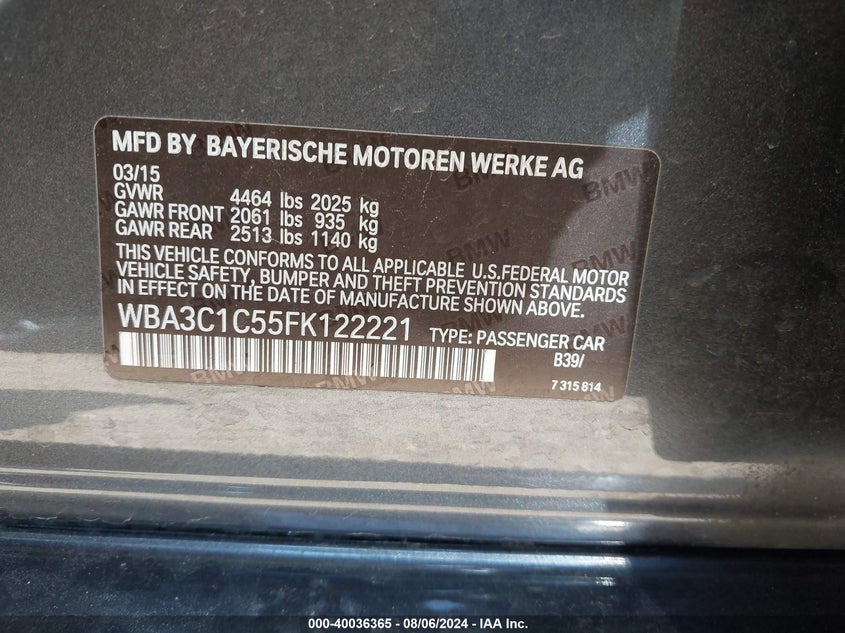 MFD BY BAYERISCHE MOTOREN WERKE AG
03/15
GVWR 4464 lbs 2025 kg
GAWR FRONT 2061 lbs 935 kg
GAWR REAR 2513 lbs 1140 kg
THIS VEHICLE CONFORMS TO ALL APPLICABLE U.S.FEDERAL MOTOR
VEHICLE SAFETY, BUMPER AND THEFT PREVENTION STANDARDS
IN EFFECT ON THE DATE OF MANUFACTURE SHOWN ABOVE.
WBA3C1C55FK122221 TYPE: PASSENGER CAR
B39/
7 315 814
000-40036365 - 08/06/2024 - IAA Inc.